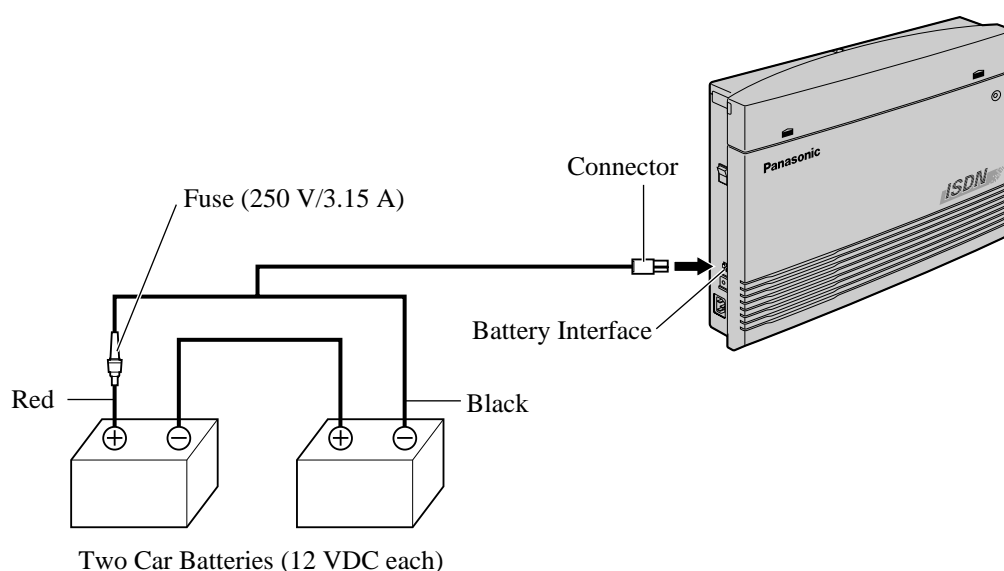 Connector
Panasonic
ISDN
Fuse (250 V/3.15 A)
Battery Interface
Red
Black
+
−
+
−
Two Car Batteries (12 VDC each)